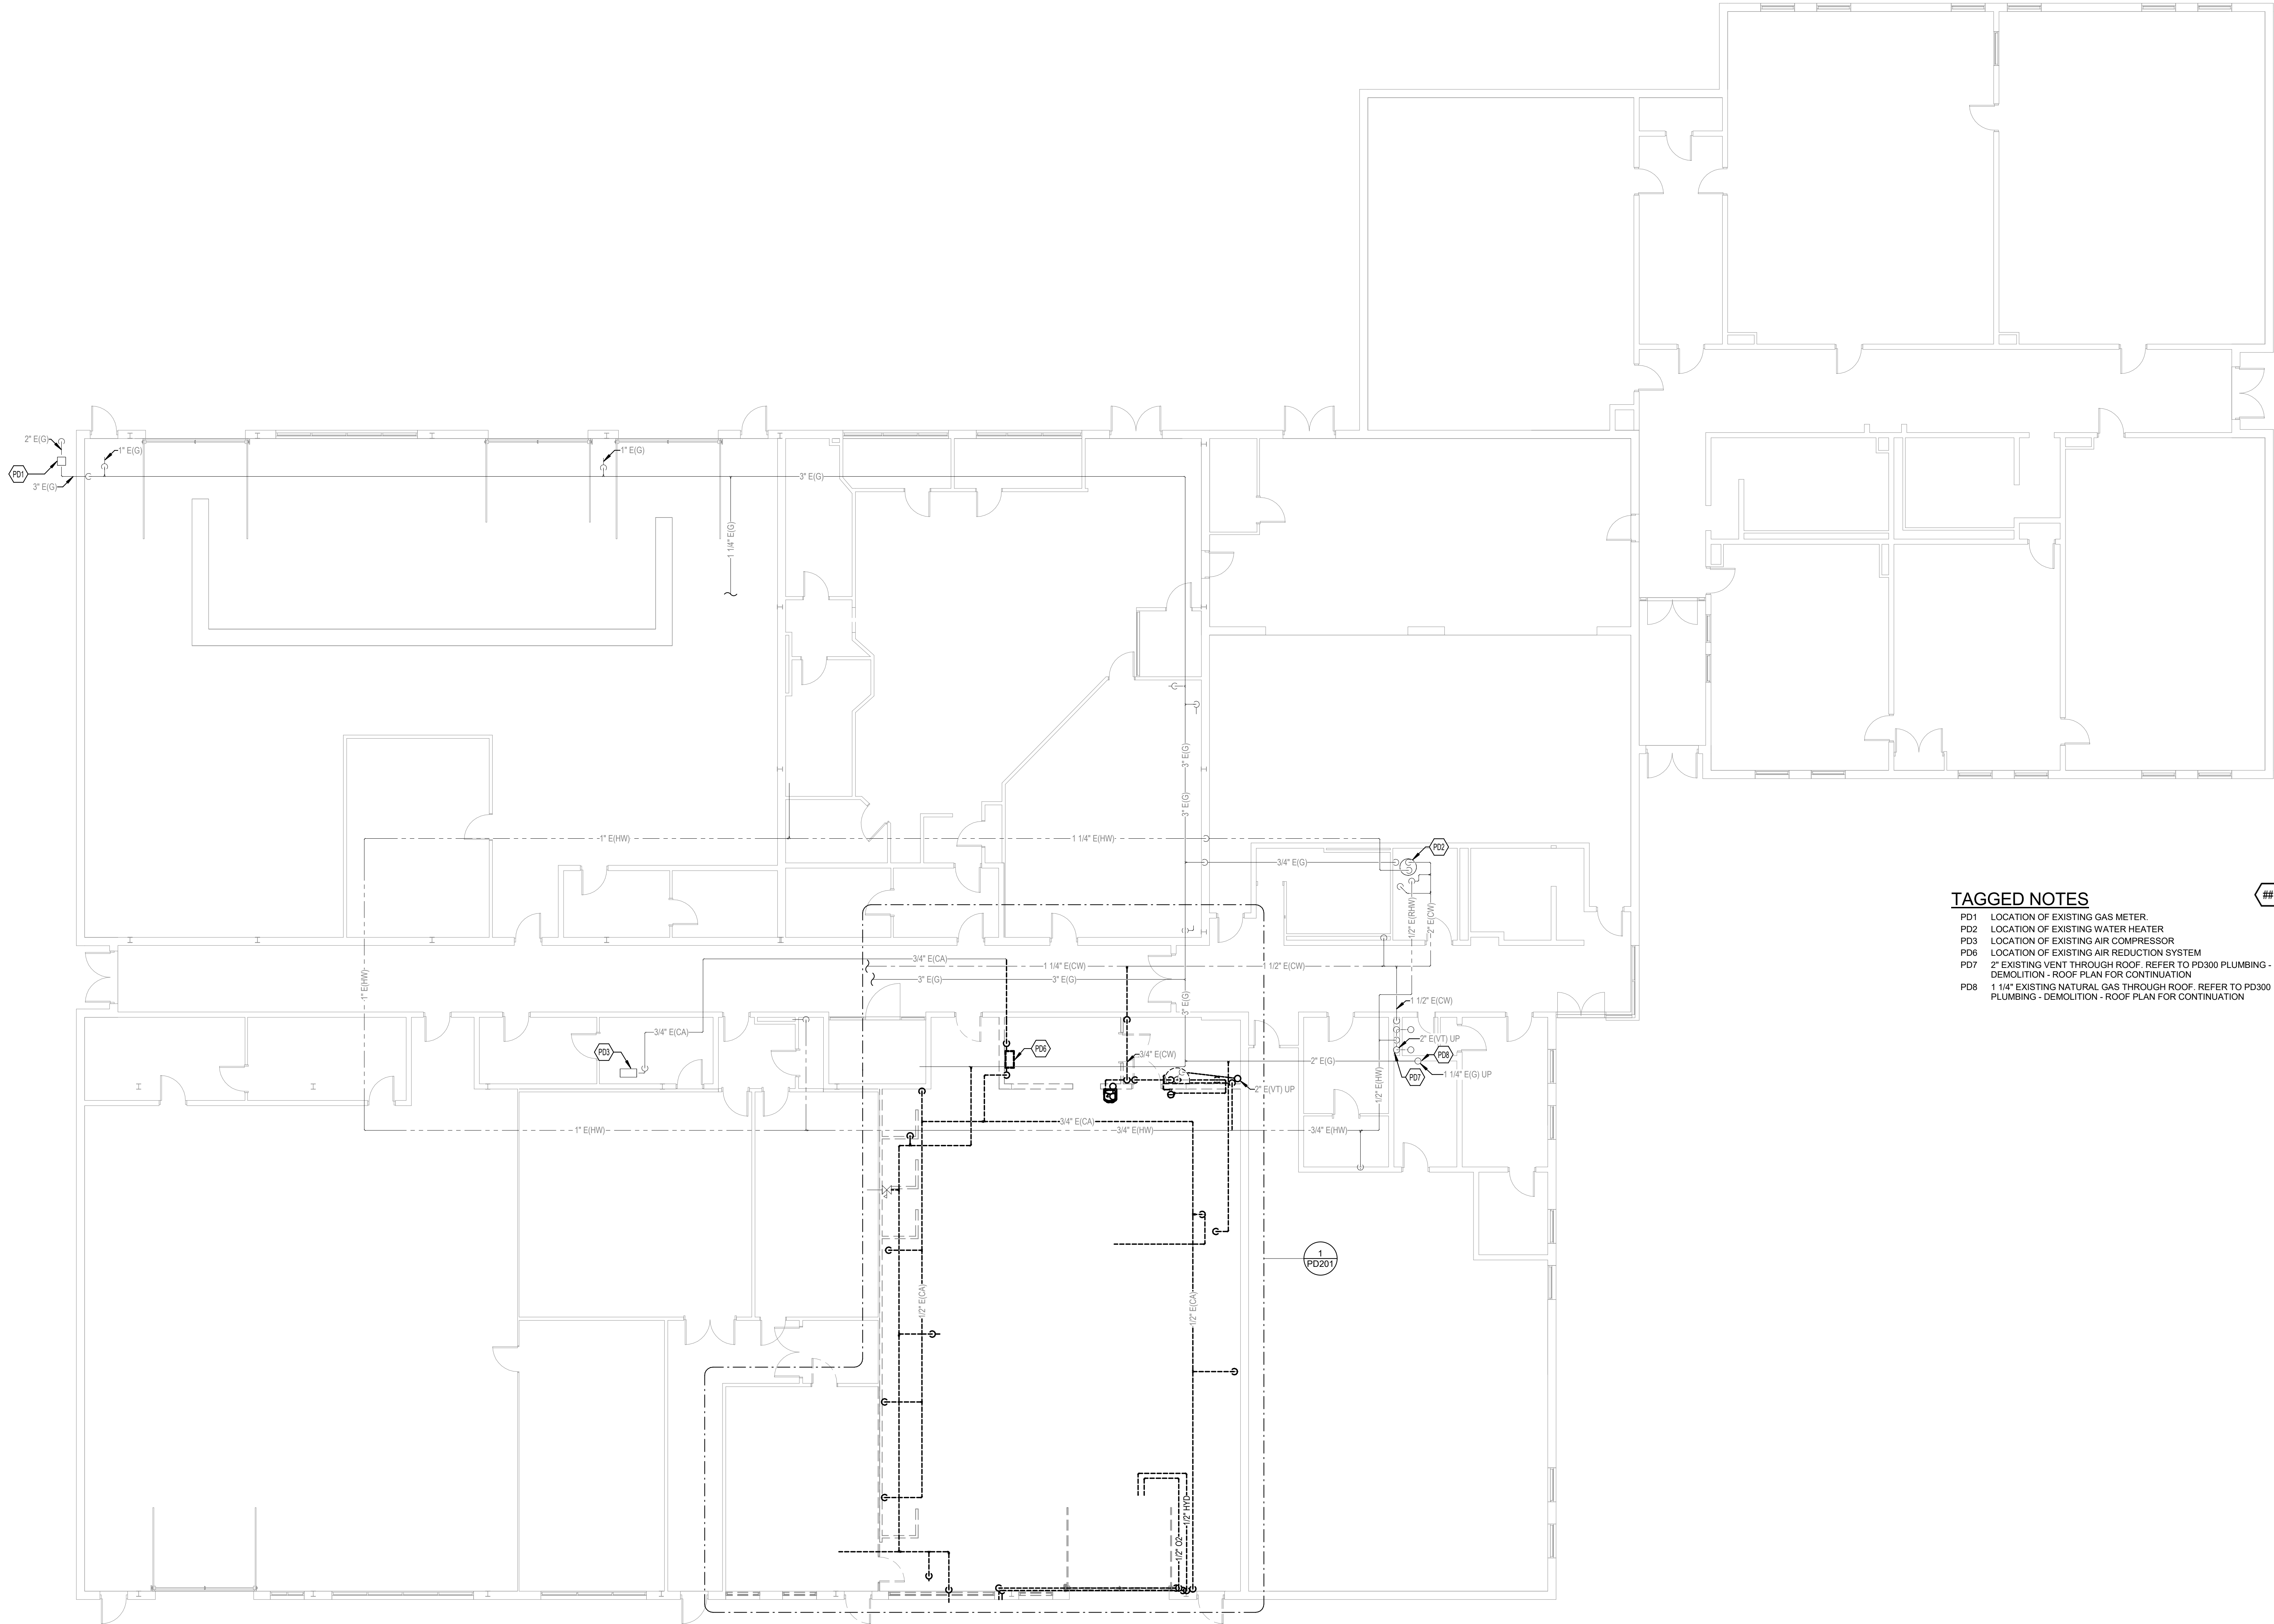 2" E(G)
1" E(G)
1" E(G)
PD1
3" E(G)
3" E(G)
1 1/4" E(G)
3" E(G)
3" E(G)
1" E(HW)
1 1/4" E(HW)
PD2
3/4" E(G)
1/2" E(RHW)
2" E(CW)
TAGGED NOTES
##
PD1 LOCATION OF EXISTING GAS METER.
PD2 LOCATION OF EXISTING WATER HEATER
PD3 LOCATION OF EXISTING AIR COMPRESSOR
PD6 LOCATION OF EXISTING AIR REDUCTION SYSTEM
PD7 2" EXISTING VENT THROUGH ROOF. REFER TO PD300 PLUMBING -
DEMOLITION - ROOF PLAN FOR CONTINUATION
PD8 1 1/4" EXISTING NATURAL GAS THROUGH ROOF. REFER TO PD300
PLUMBING - DEMOLITION - ROOF PLAN FOR CONTINUATION
3/4" E(CA)
1 1/4" E(CW)
1 1/2" E(CW)
3" E(G)
3" E(G)
1" E(HW)
3" E(G)
1 1/2" E(CW)
3/4" E(CA)
2" E(VT) UP
PD3
PD6
3/4" E(CW)
2" E(G)
PD8
1 1/4" E(G) UP
PD7
2" E(VT) UP
1/2" E(HW)
3/4" E(CA)
1" E(HW)
3/4" E(HW)
3/4" E(HW)
1
PD201
1/2" E(CA)
1/2" E(CA)
1/2" HYD
1/2" O2